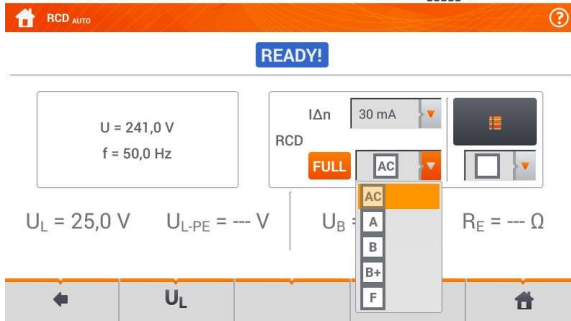 RCD AUTO
?
READY!
U = 241,0 V
f = 50,0 Hz
IΔn 30 mA
RCD
FULL AC
AC
A
B
B+
F
UL = 25,0 V UL-PE = --- V UB RE = --- Ω
UL